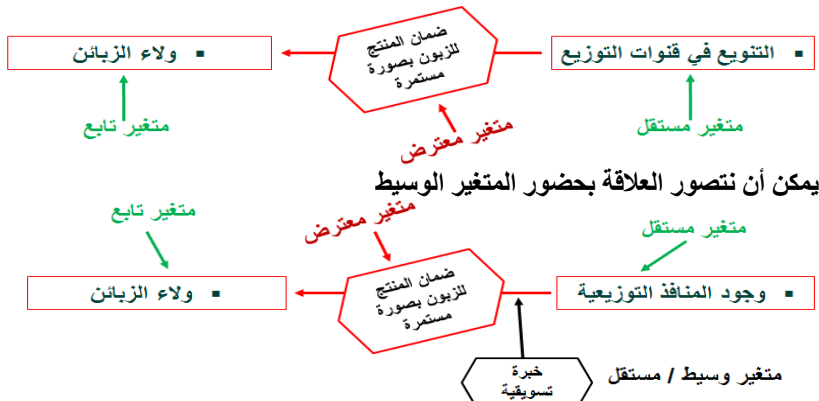 ▪ التنويع في قنوات التوزيع
ضمان المنتج
للزبون بصورة
مستمرة
▪ ولاء الزبائن
متغير مستقل
متغير معترض
متغير تابع
يمكن أن نتصور العلاقة بحضور المتغير الوسيط
متغير مستقل
متغير معترض
متغير تابع
▪ وجود المنافذ التوزيعية
ضمان المنتج
للزبون بصورة
مستمرة
▪ ولاء الزبائن
متغير وسيط / مستقل
خبرة
تسويقية